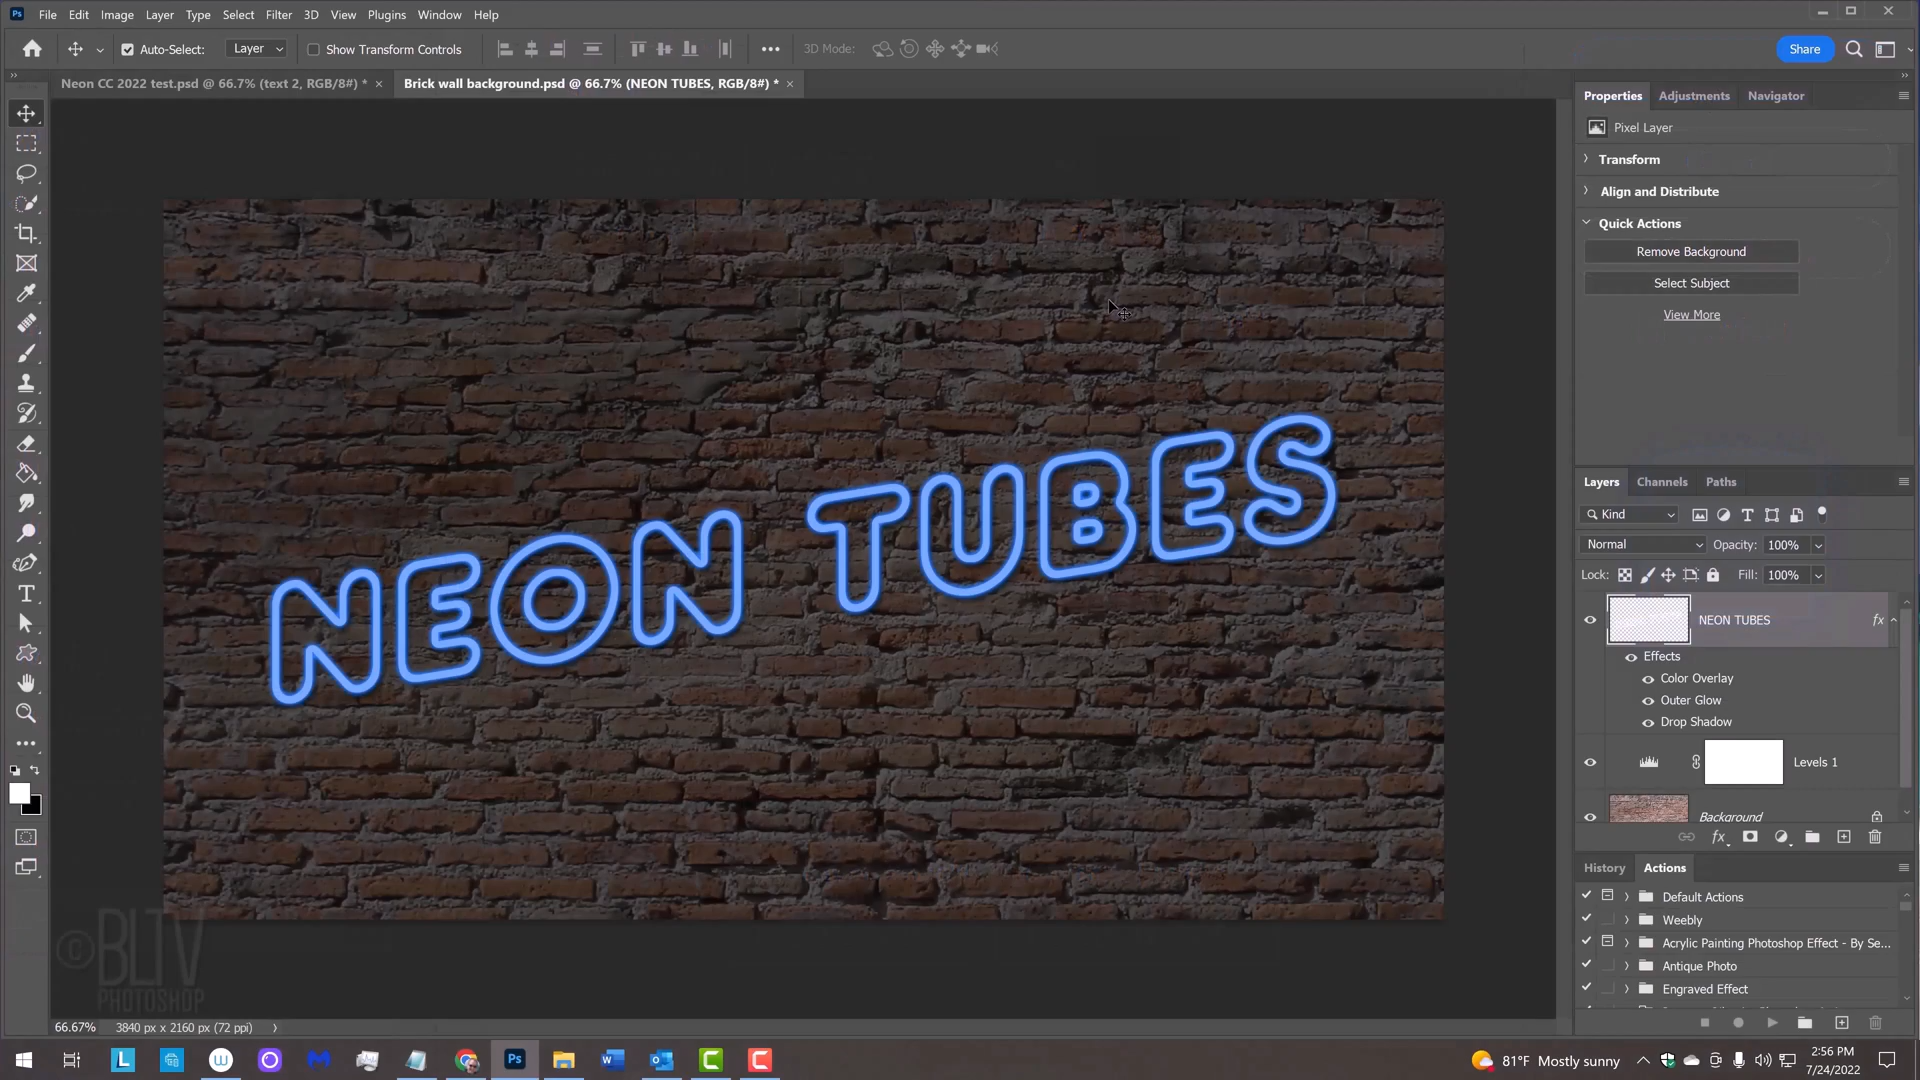 Ps File Edit Image Layer Type Select Filter 3D View Plugins Window Help
Auto-Select: Layer Show Transform Controls ••• 3D Mode: Share
Neon CC 2022 test.psd @ 66.7% (text 2, RGB/8#) * × Brick wall background.psd @ 66.7% (NEON TUBES, RGB/8#) * ×
Properties Adjustments Navigator
Pixel Layer
Transform
Align and Distribute
Quick Actions
Remove Background
Select Subject
View More
NEON TUBES
Layers Channels Paths
Kind
Normal Opacity: 100%
Lock: Fill: 100%
NEON TUBES fx
Effects
Color Overlay
Outer Glow
Drop Shadow
Levels 1
Background
fx
History Actions
Default Actions
Weebly
Acrylic Painting Photoshop Effect - By Se...
Antique Photo
Engraved Effect
© BLTV
PHOTOSHOP
66.67% 3840 px x 2160 px (72 ppi)
L W Ps W C C 81°F Mostly sunny 2:56 PM
7/24/2022